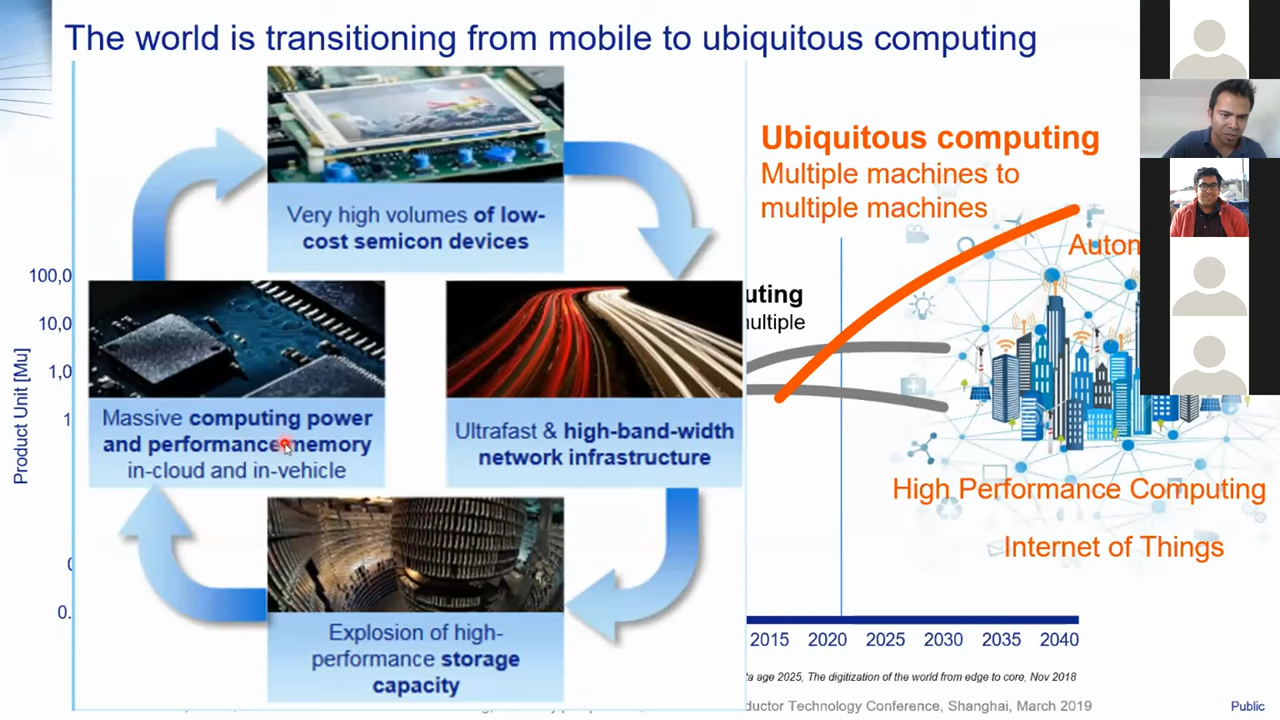 The world is transitioning from mobile to ubiquitous computing
Very high volumes of low-
cost semicon devices
Massive computing power
and performance memory
in-cloud and in-vehicle
Ultrafast & high-band-width
network infrastructure
Explosion of high-
performance storage
capacity
Product Unit [Mu]
100,0
10,0
1,0
1
0.
Ubiquitous computing
Multiple machines to
multiple machines
Auton
uting
High Performance Computing
Internet of Things
2015 2020 2025 2030 2035 2040
age 2025, The digitization of the world from edge to core, Nov 2018
ductor Technology Conference, Shanghai, March 2019
Public